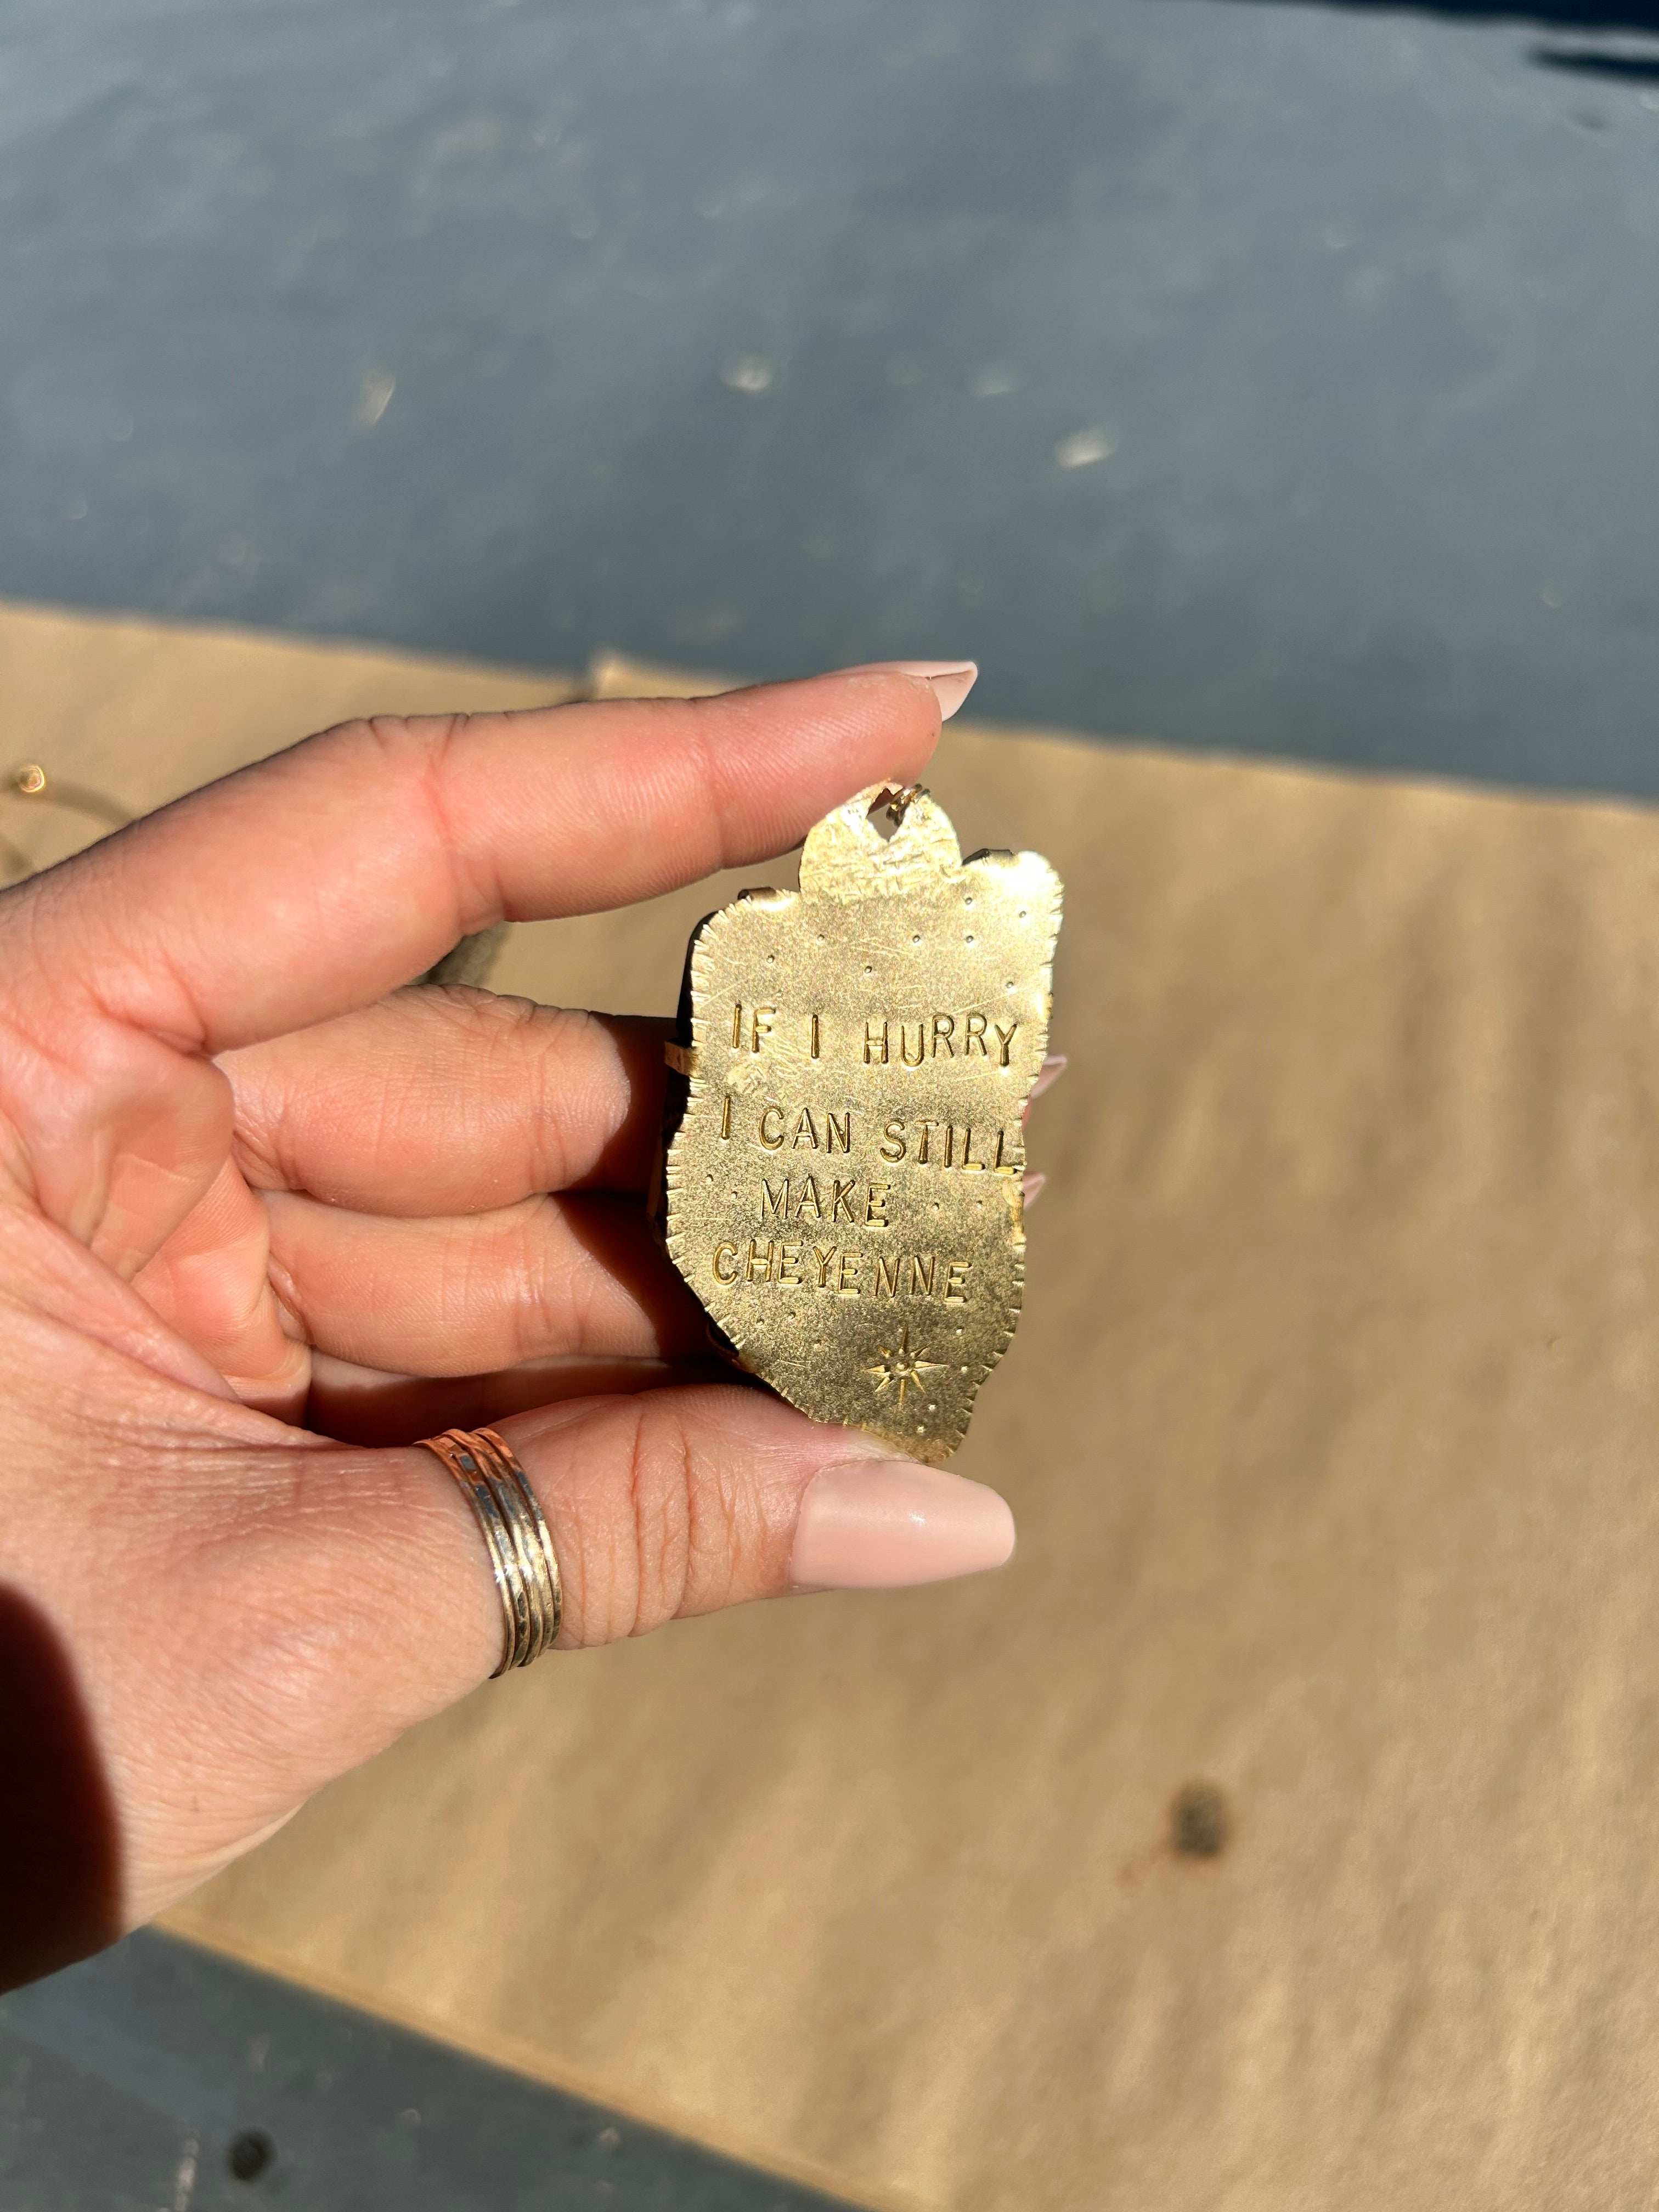 IF I HURRY
I CAN STILL
MAKE
CHEYENNE